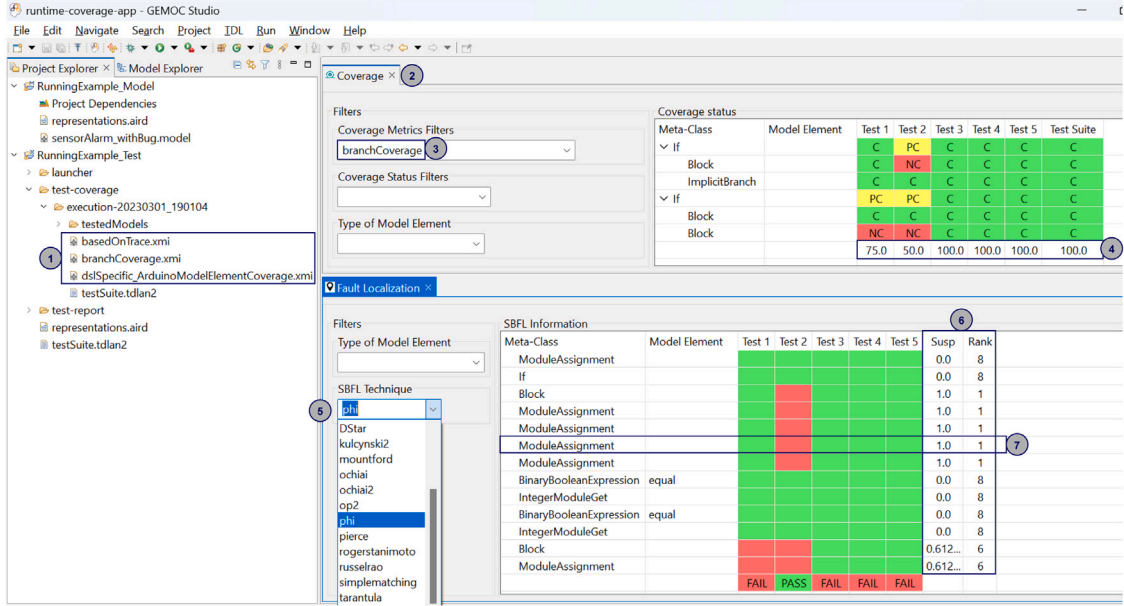 runtime-coverage-app - GEMOC Studio
File Edit Navigate Search Project TDL Run Window Help
Project Explorer
Model Explorer
RunningExample_Model
Project Dependencies
representations.aird
sensorAlarm_withBug.model
RunningExample_Test
launcher
test-coverage
execution-20230301_190104
testedModels
basedOnTrace.xmi
1
branchCoverage.xmi
dslSpecific_ArduinoModelElementCoverage.xmi
testSuite.tdlan2
test-report
representations.aird
testSuite.tdlan2
Coverage
2
Filters
Coverage Metrics Filters
branchCoverage
3
Coverage Status Filters
Type of Model Element
Coverage status
Meta-Class Model Element Test 1 Test 2 Test 3 Test 4 Test 5 Test Suite
If C PC C C C C
Block C NC C C C C
ImplicitBranch C C C C C C
If PC PC C C C C
Block C C C C C C
Block NC NC C C C C
75.0 50.0 100.0 100.0 100.0 100.0
4
Fault Localization
Filters
Type of Model Element
SBFL Technique
5
phi
DStar
kulcynski2
mountford
ochiai
ochiai2
op2
phi
pierce
rogerstanimoto
russelrao
simplematching
tarantula
SBFL Information
6
Meta-Class Model Element Test 1 Test 2 Test 3 Test 4 Test 5 Susp Rank
ModuleAssignment 0.0 8
If 0.0 8
Block 1.0 1
ModuleAssignment 1.0 1
ModuleAssignment 1.0 1
ModuleAssignment 1.0 1
7
ModuleAssignment 1.0 1
BinaryBooleanExpression equal 0.0 8
IntegerModuleGet 0.0 8
BinaryBooleanExpression equal 0.0 8
IntegerModuleGet 0.0 8
Block 0.612... 6
ModuleAssignment 0.612... 6
FAIL PASS FAIL FAIL FAIL